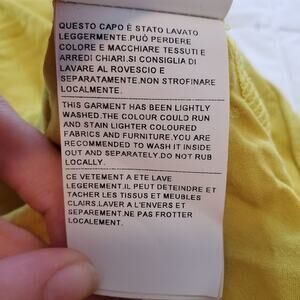 QUESTO CAPO È STATO LAVATO
LEGGERMENTE.PUÒ PERDERE
COLORE E MACCHIARE TESSUTI E
ARREDI CHIARI.SI CONSIGLIA DI
LAVARE AL ROVESCIO E
SEPARATAMENTE.NON STROFINARE
LOCALMENTE.
THIS GARMENT HAS BEEN LIGHTLY
WASHED.THE COLOUR COULD RUN
AND STAIN LIGHTER COLOURED
FABRICS AND FURNITURE.YOU ARE
RECOMMENDED TO WASH IT INSIDE
OUT AND SEPARATELY.DO NOT RUB
LOCALLY.
CE VETEMENT A ETE LAVE
LEGEREMENT.IL PEUT DETEINDRE ET
TACHER LES TISSUS ET MEUBLES
CLAIRS.LAVER A L'ENVERS ET
SEPAREMENT.NE PAS FROTTER
LOCALEMENT.